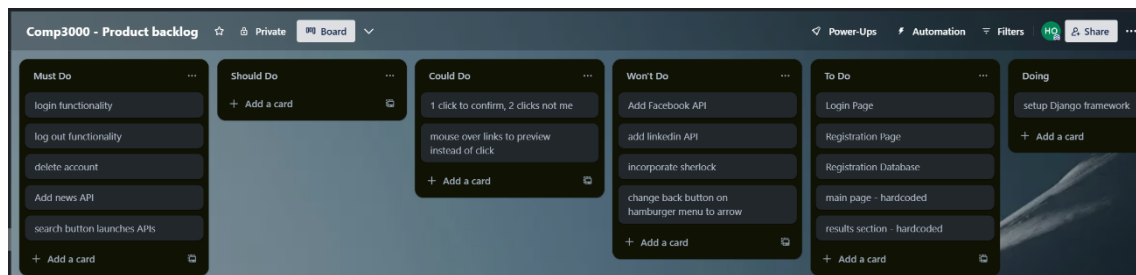 Comp3000 - Product backlog
Private
Board
Power-Ups
Automation
Filters
HO
Share
Must Do
login functionality
log out functionality
delete account
Add news API
search button launches APIs
+ Add a card
Should Do
+ Add a card
Could Do
1 click to confirm, 2 clicks not me
mouse over links to preview
instead of click
+ Add a card
Won't Do
Add Facebook API
add linkedin API
incorporate sherlock
change back button on
hamburger menu to arrow
+ Add a card
To Do
Login Page
Registration Page
Registration Database
main page - hardcoded
results section - hardcoded
+ Add a card
Doing
setup Django framework
+ Add a card